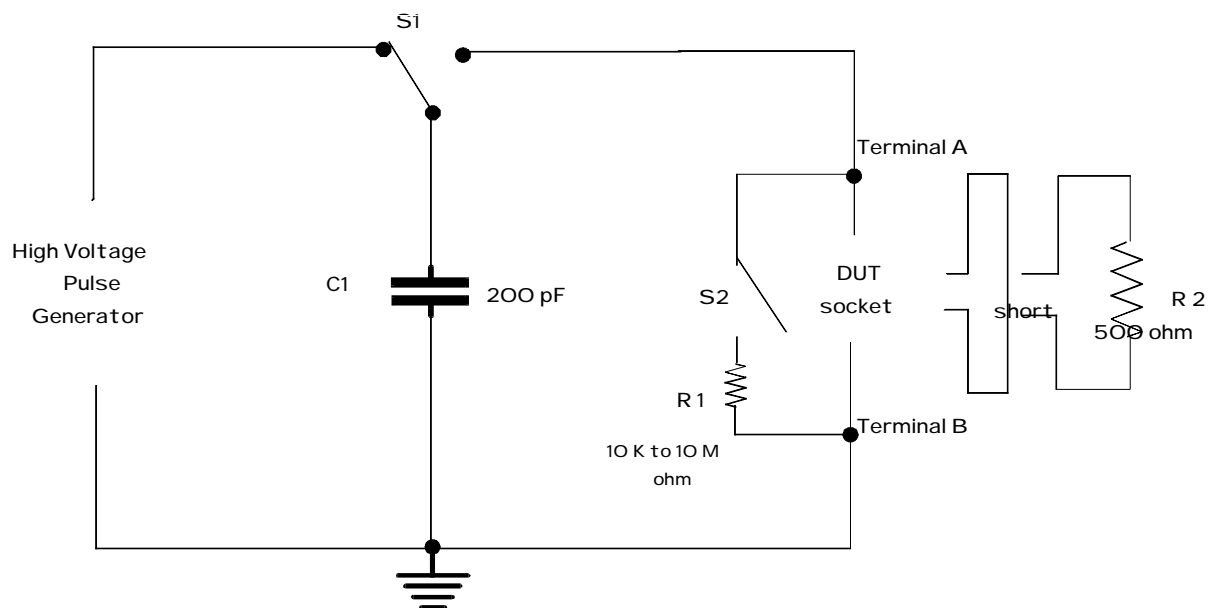 S1
Terminal A
High Voltage
Pulse
Generator
C1
200 pF
S2
DUT
socket
short
R 2
500 ohm
R 1
Terminal B
10 K to 10 M
ohm